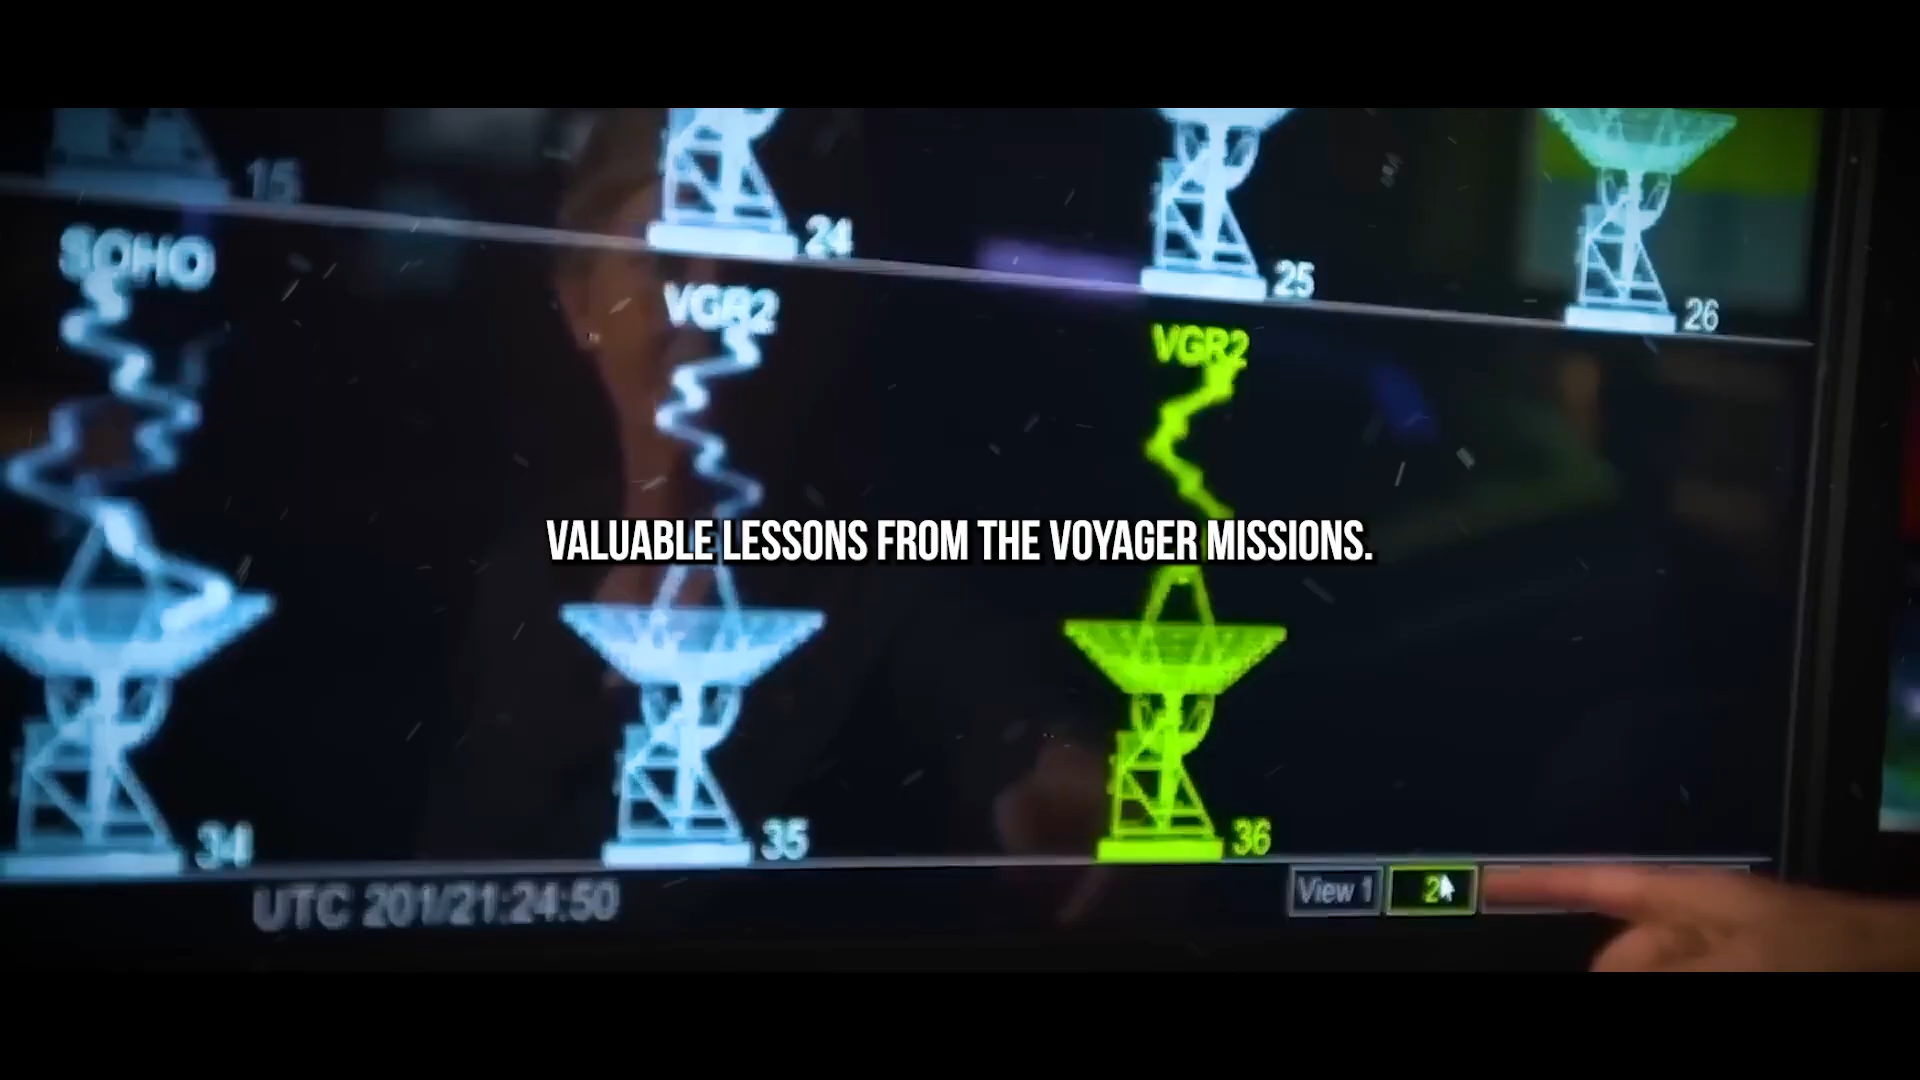 15
24
25
26
SOHO
VGR2
VGR2
VALUABLE LESSONS FROM THE VOYAGER MISSIONS.
34
35
36
UTC 201/21:24:50
View 1
2